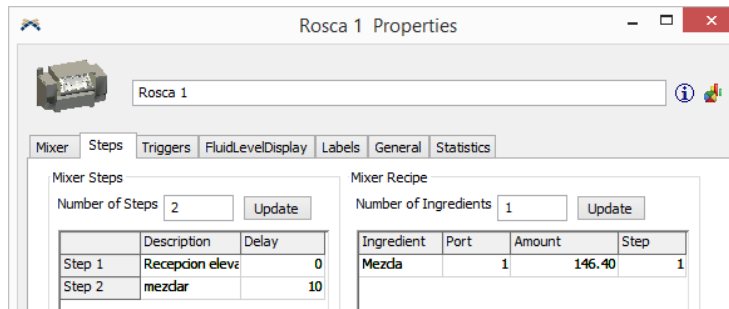 Rosca 1 Properties
Rosca 1
Mixer Steps Triggers FluidLevelDisplay Labels General Statistics
Mixer Steps Mixer Recipe
Number of Steps 2 Update Number of Ingredients 1 Update
Description Delay Ingredient Port Amount Step
Step 1 Recepcion eleva 0 Mezcla 1 146.40 1
Step 2 mezclar 10